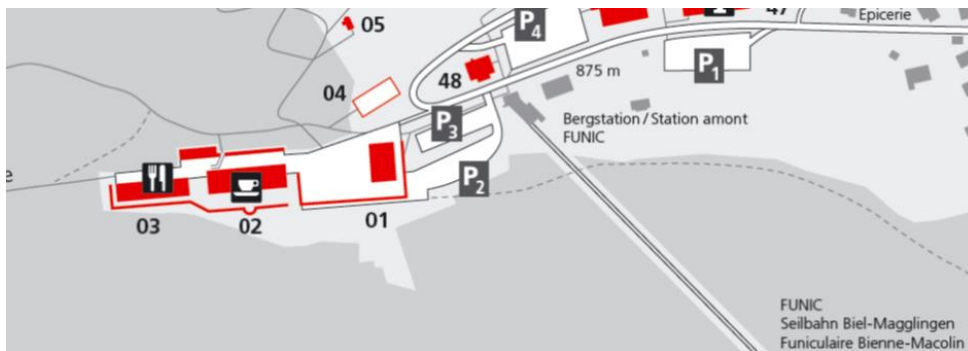 05
P4
47
Epicerie
04
48
875 m
P1
P3
Bergstation / Station amont
FUNIC
P2
e
03
02
01
FUNIC
Seilbahn Biel-Magglingen
Funiculaire Bienne-Macolin